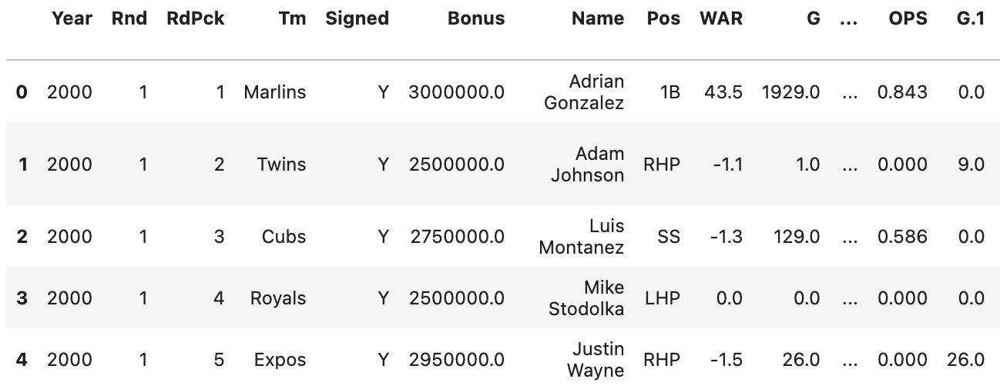 Year Rnd RdPck Tm Signed Bonus Name Pos WAR G ... OPS G.1
0 2000 1 1 Marlins Y 3000000.0 Adrian Gonzalez 1B 43.5 1929.0 ... 0.843 0.0
1 2000 1 2 Twins Y 2500000.0 Adam Johnson RHP -1.1 1.0 ... 0.000 9.0
2 2000 1 3 Cubs Y 2750000.0 Luis Montanez SS -1.3 129.0 ... 0.586 0.0
3 2000 1 4 Royals Y 2500000.0 Mike Stodolka LHP 0.0 0.0 ... 0.000 0.0
4 2000 1 5 Expos Y 2950000.0 Justin Wayne RHP -1.5 26.0 ... 0.000 26.0